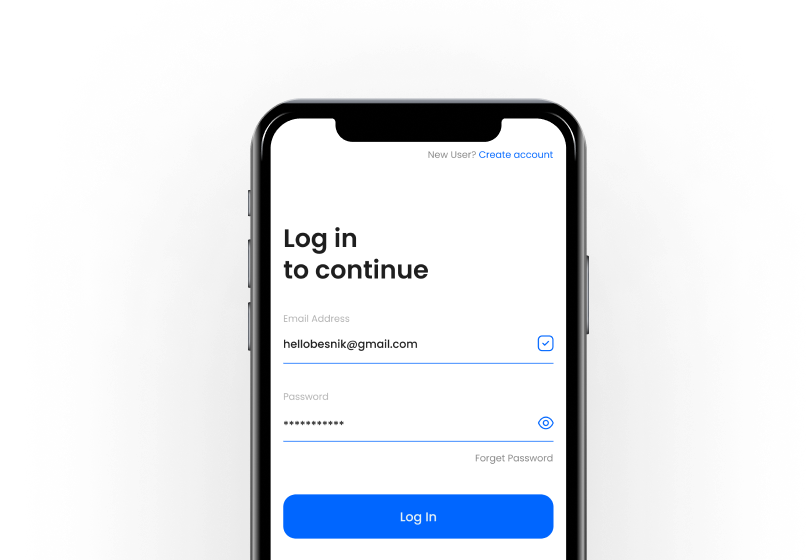 New User? Create account
Log in
to continue
Email Address
hellobesnik@gmail.com
Password
***********
Forget Password
Log In